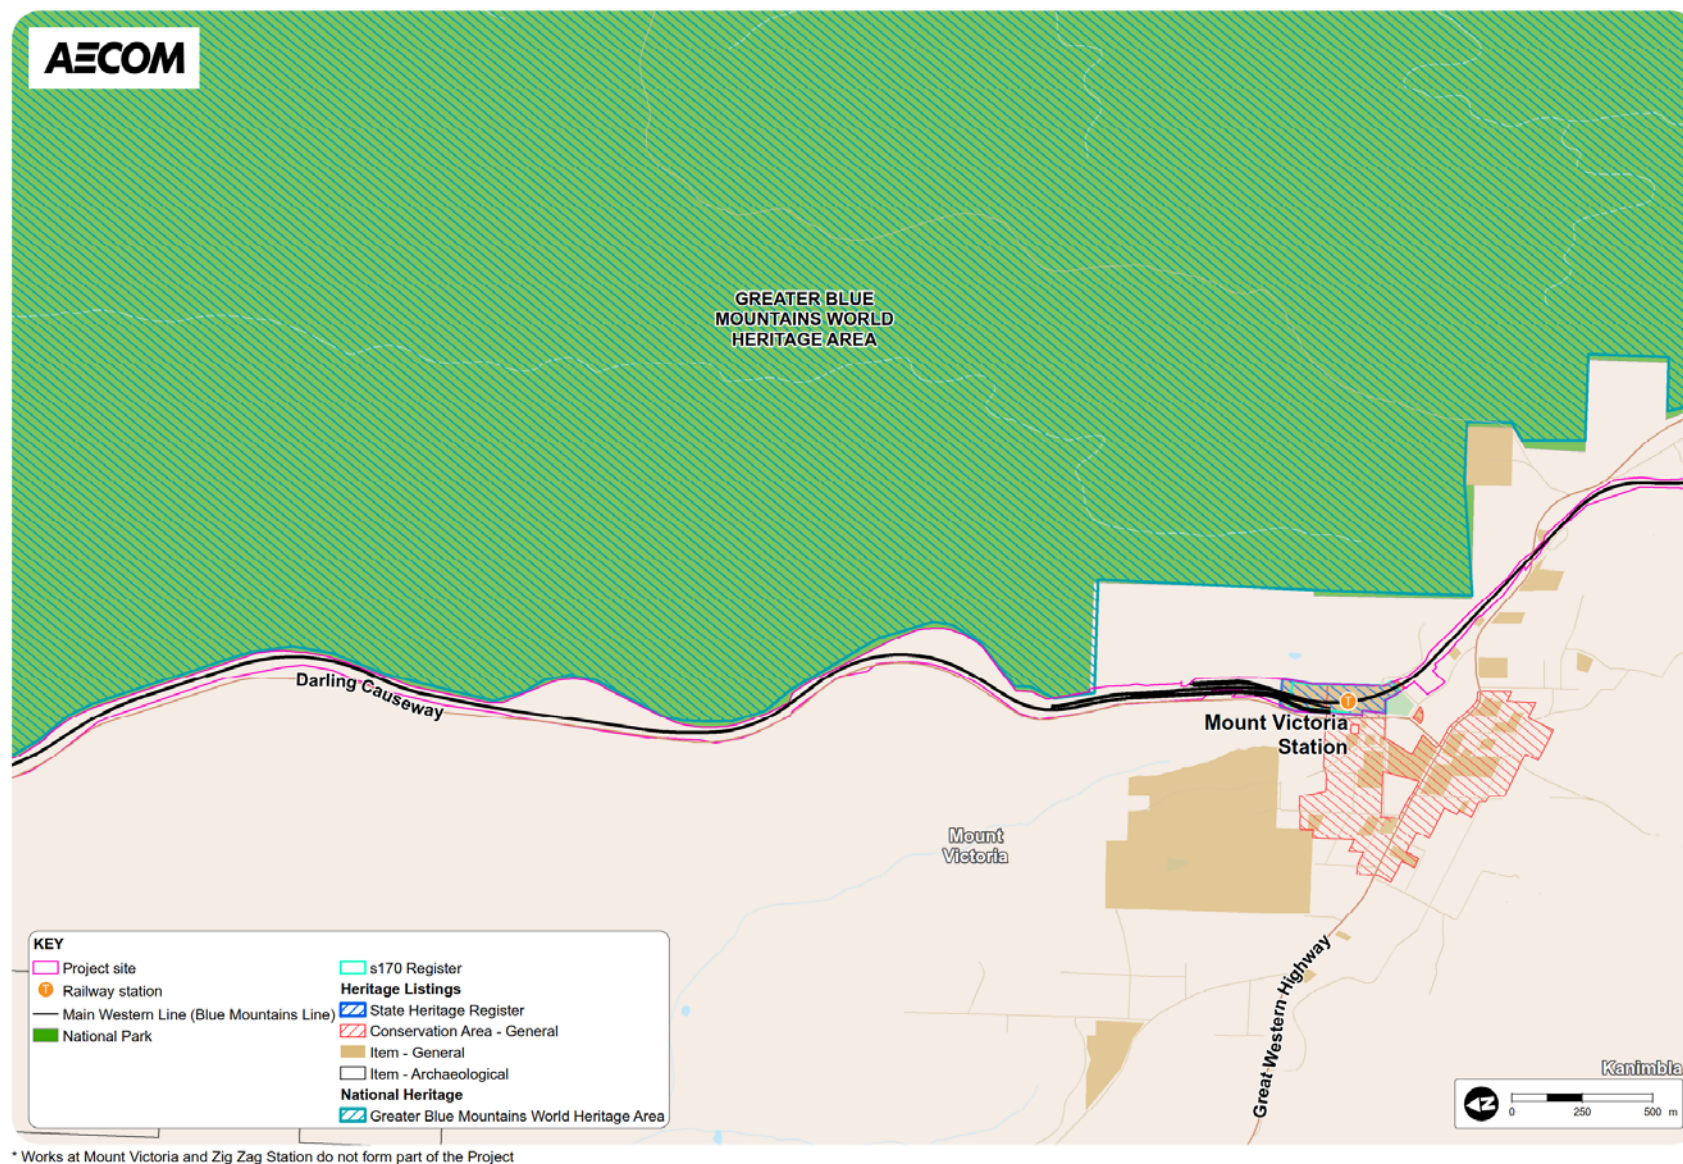 AECOM
GREATER BLUE
MOUNTAINS WORLD
HERITAGE AREA
Darling Causeway
T
Mount Victoria
Station
Mount
Victoria
Great Western Highway
Kanimbla
KEY
Project site
T Railway station
Main Western Line (Blue Mountains Line)
National Park
s170 Register
Heritage Listings
State Heritage Register
Conservation Area - General
Item - General
Item - Archaeological
National Heritage
Greater Blue Mountains World Heritage Area
N
0 250 500 m
* Works at Mount Victoria and Zig Zag Station do not form part of the Project